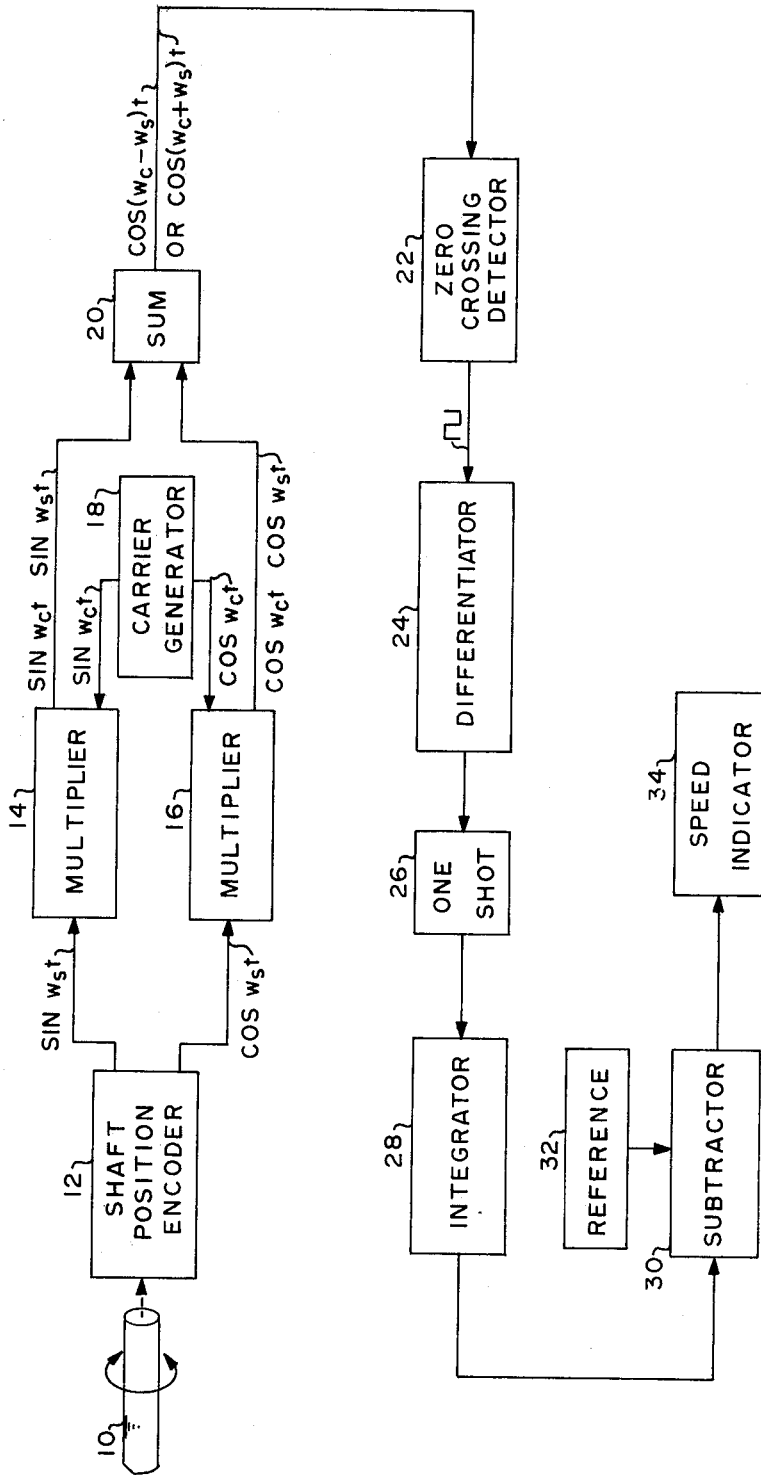 10
12
SHAFT
POSITION
ENCODER
SIN wst
COS wst
14
MULTIPLIER
16
MULTIPLIER
SIN wct
COS wct
18
CARRIER
GENERATOR
SIN wct SIN wst
COS wct COS wst
20
SUM
COS(wc-ws)t
OR COS(wc+ws)t
22
ZERO
CROSSING
DETECTOR
24
DIFFERENTIATOR
26
ONE
SHOT
28
INTEGRATOR
32
REFERENCE
30
SUBTRACTOR
34
SPEED
INDICATOR